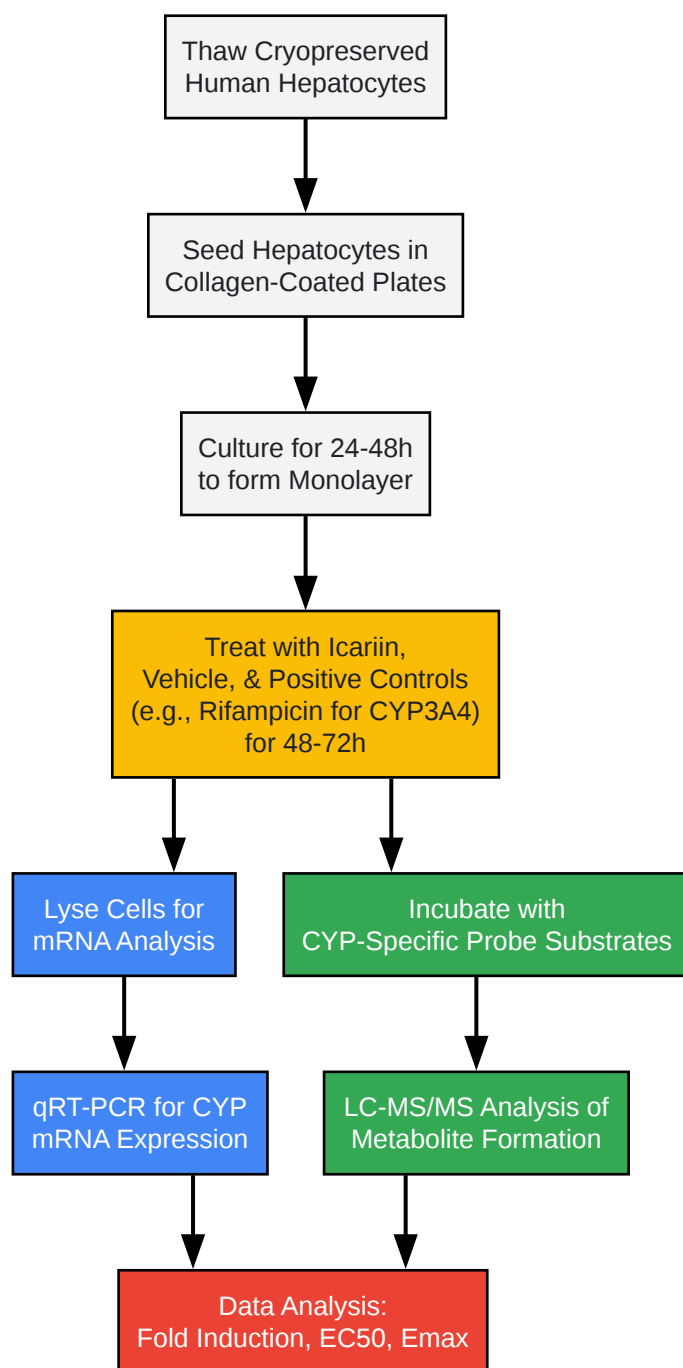 Thaw Cryopreserved
Human Hepatocytes
Seed Hepatocytes in
Collagen-Coated Plates
Culture for 24-48h
to form Monolayer
Treat with Icariin,
Vehicle, & Positive Controls
(e.g., Rifampicin for CYP3A4)
for 48-72h
Lyse Cells for
mRNA Analysis
Incubate with
CYP-Specific Probe Substrates
qRT-PCR for CYP
mRNA Expression
LC-MS/MS Analysis of
Metabolite Formation
Data Analysis:
Fold Induction, EC50, Emax